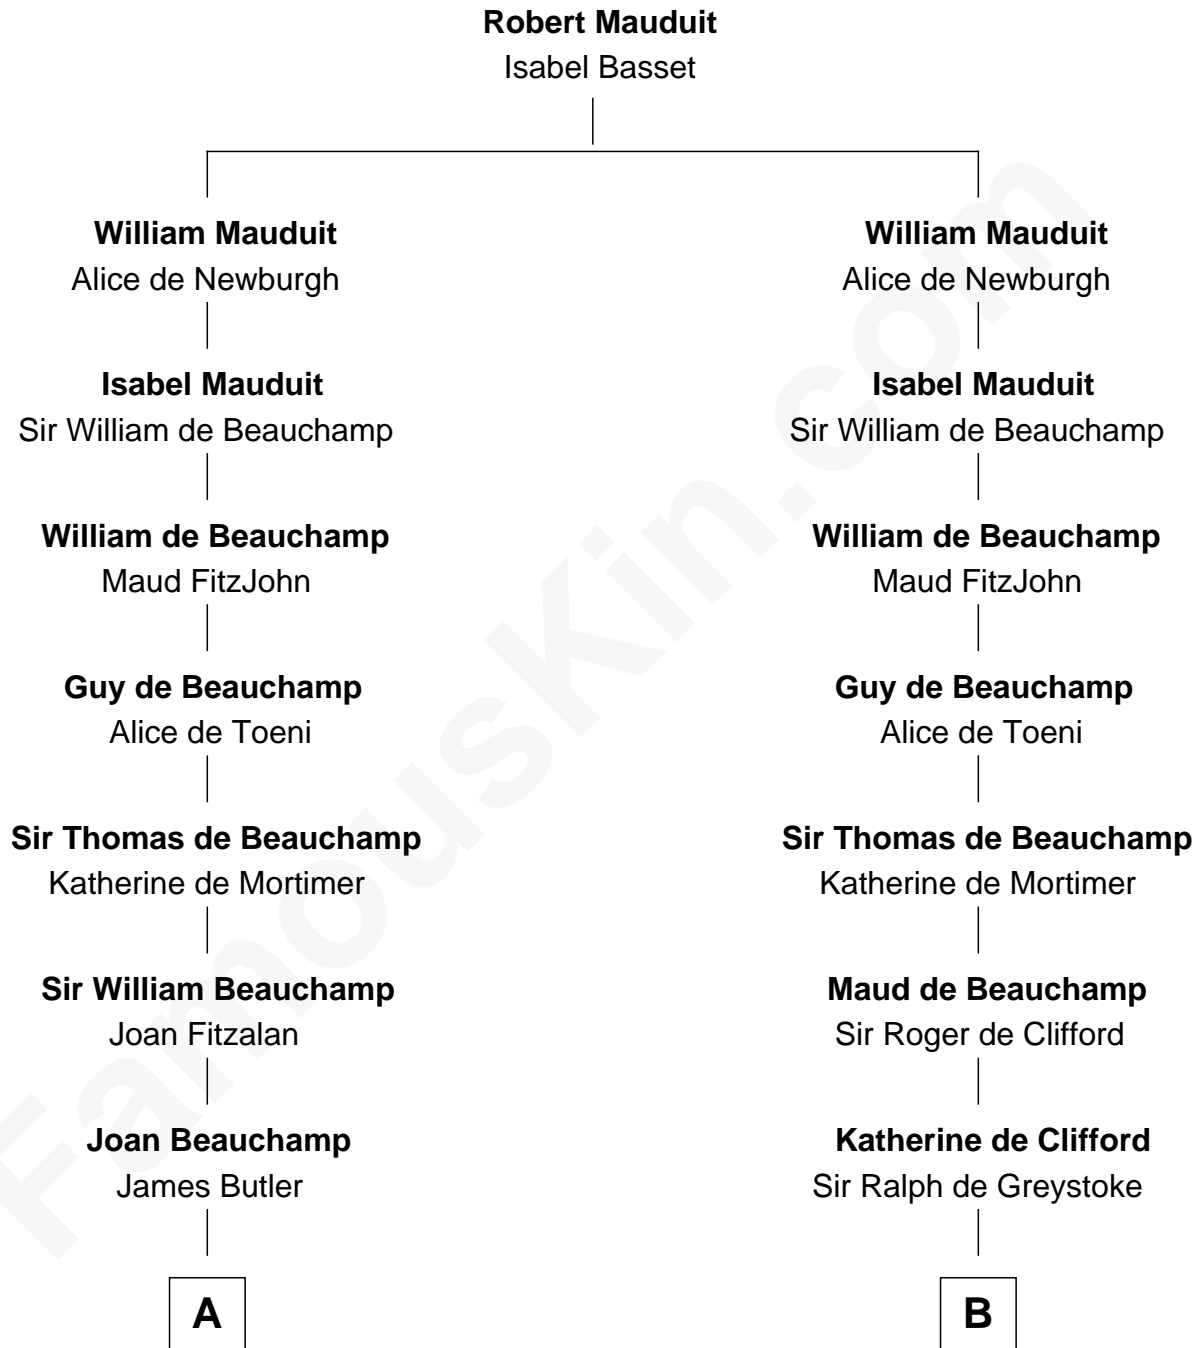 Robert Mauduit
Isabel Basset
William Mauduit
Alice de Newburgh
William Mauduit
Alice de Newburgh
Isabel Mauduit
Sir William de Beauchamp
Isabel Mauduit
Sir William de Beauchamp
William de Beauchamp
Maud FitzJohn
William de Beauchamp
Maud FitzJohn
Guy de Beauchamp
Alice de Toeni
Guy de Beauchamp
Alice de Toeni
Sir Thomas de Beauchamp
Katherine de Mortimer
Sir Thomas de Beauchamp
Katherine de Mortimer
Sir William Beauchamp
Joan Fitzalan
Maud de Beauchamp
Sir Roger de Clifford
Joan Beauchamp
James Butler
Katherine de Clifford
Sir Ralph de Greystoke
A
B
FamousKin.com